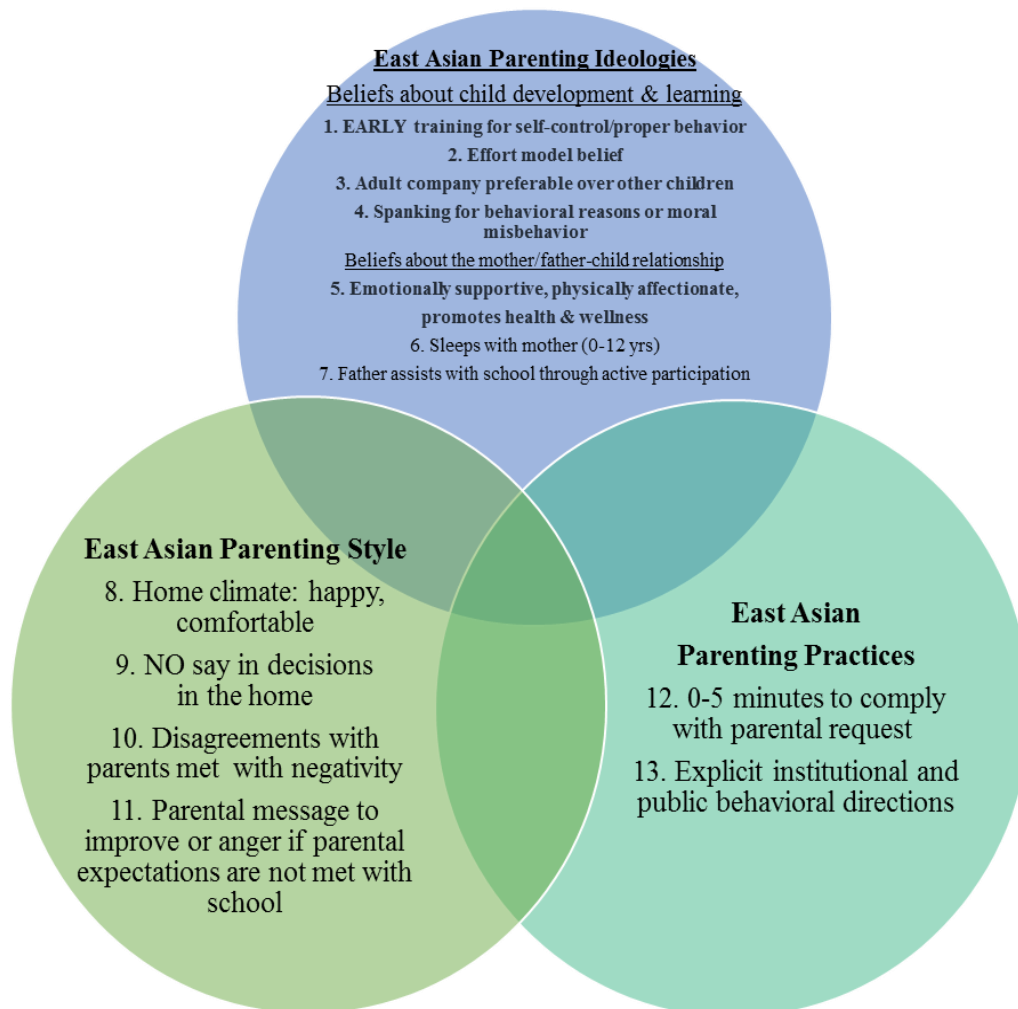 East Asian Parenting Ideologies
Beliefs about child development & learning
1. EARLY training for self-control/proper behavior
2. Effort model belief
3. Adult company preferable over other children
4. Spanking for behavioral reasons or moral
misbehavior
Beliefs about the mother/father-child relationship
5. Emotionally supportive, physically affectionate,
promotes health & wellness
6. Sleeps with mother (0-12 yrs)
7. Father assists with school through active participation
East Asian Parenting Style
8. Home climate: happy,
comfortable
9. NO say in decisions
in the home
10. Disagreements with
parents met with negativity
11. Parental message to
improve or anger if parental
expectations are not met with
school
East Asian
Parenting Practices
12. 0-5 minutes to comply
with parental request
13. Explicit institutional and
public behavioral directions